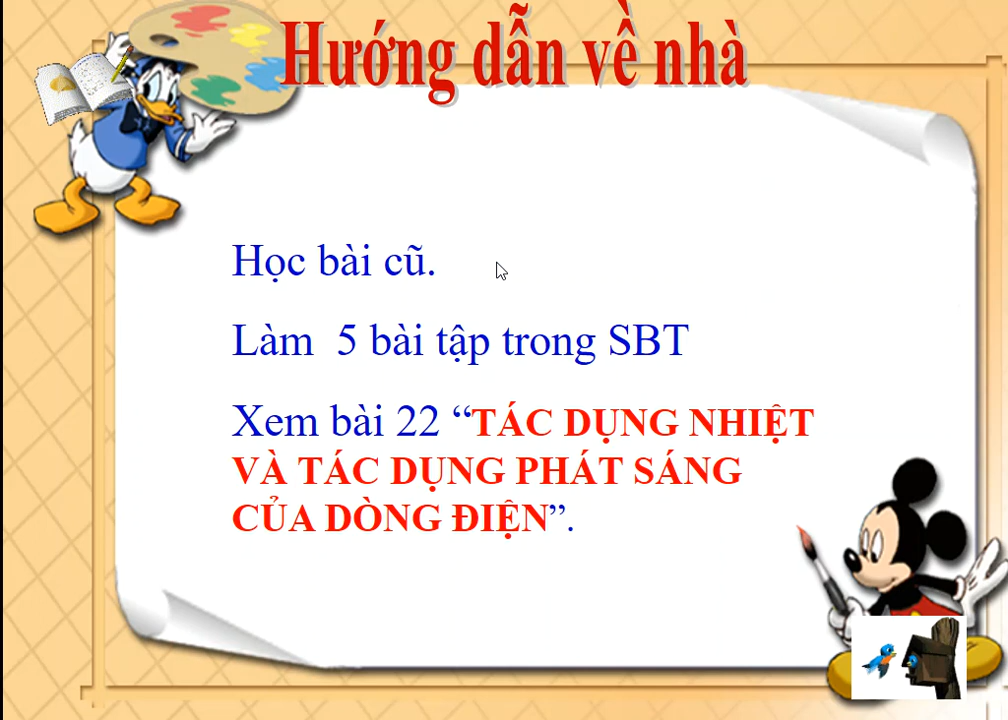 Hướng dẫn về nhà
Học bài cũ.
Làm 5 bài tập trong SBT
Xem bài 22 “TÁC DỤNG NHIỆT
VÀ TÁC DỤNG PHÁT SÁNG
CỦA DÒNG ĐIỆN”.